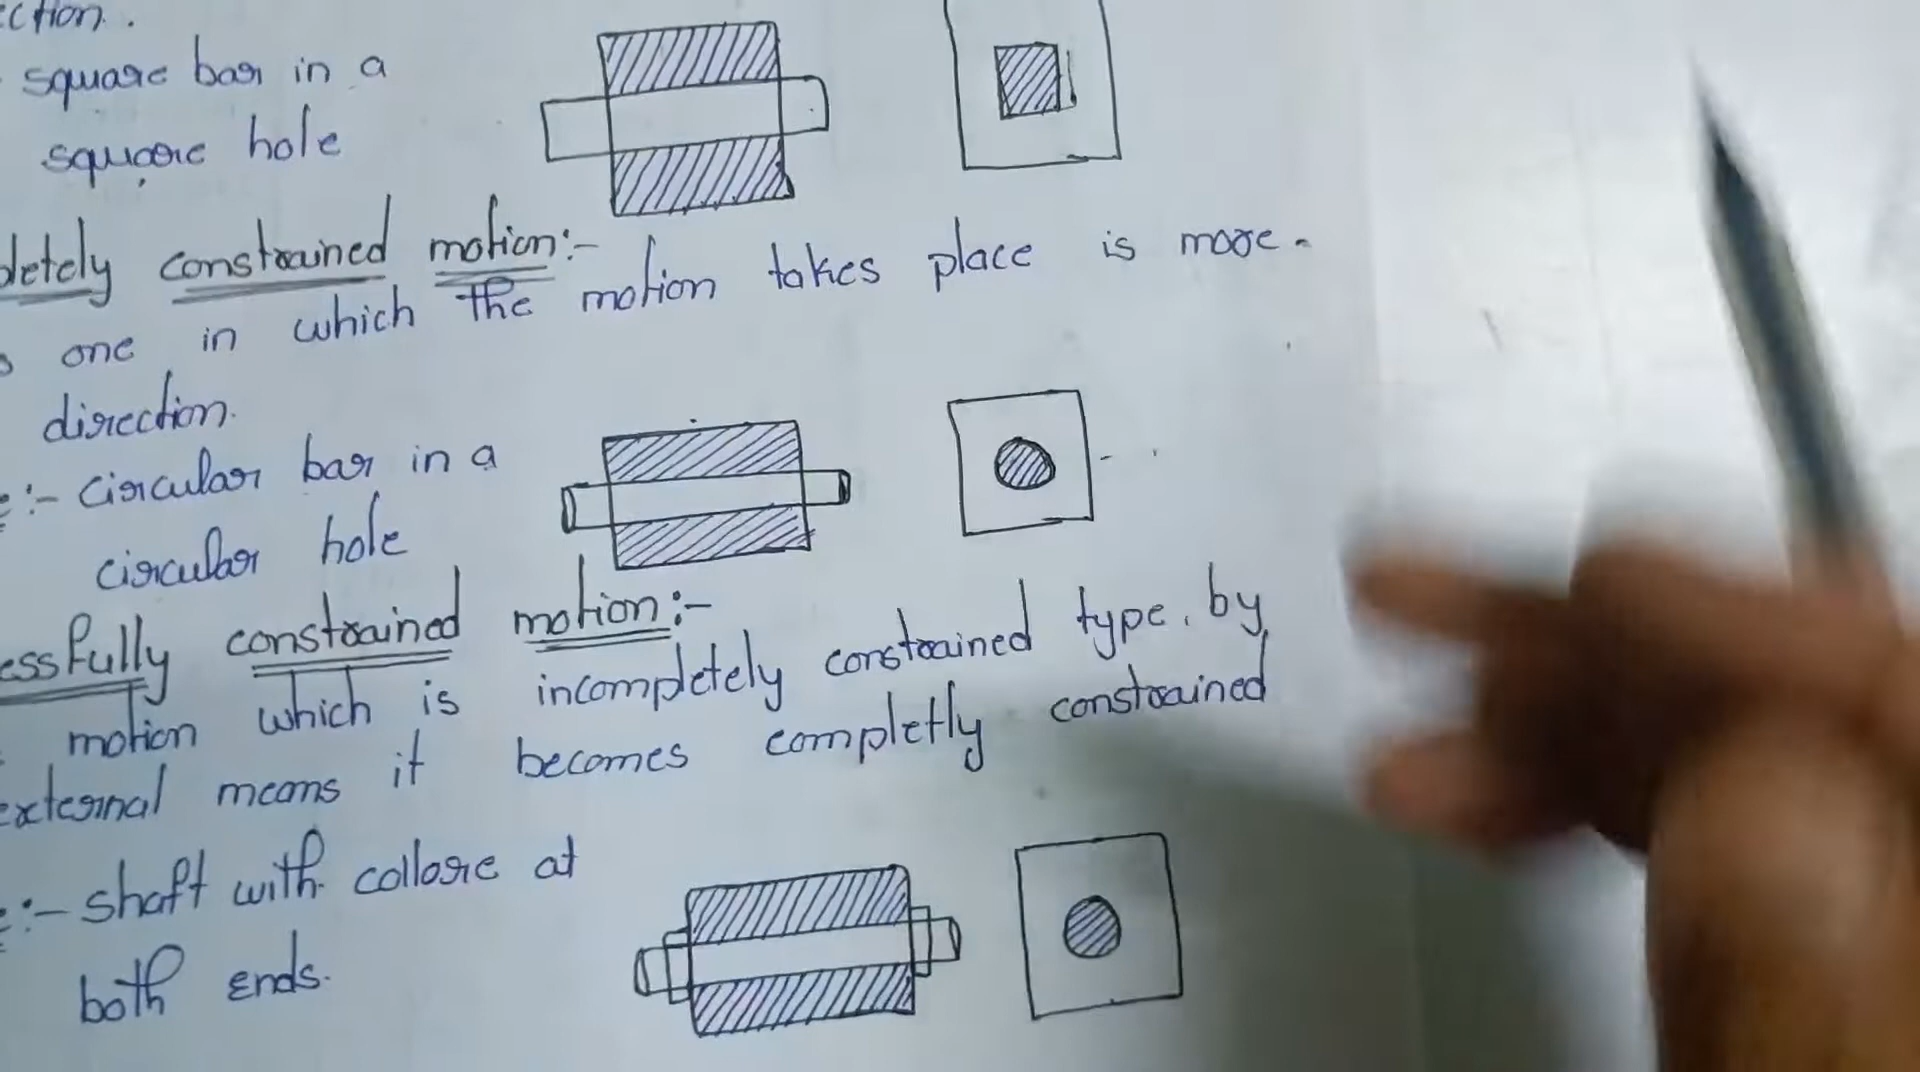 ction.
square bar in a
square hole
pletely constrained motion:-
one in which the motion takes place is more.
direction.
:- circular bar in a
circular hole
essfully constrained motion:-
motion which is incompletely constrained type. by
external means it becomes completly constrained
:- shaft with collore at
both ends.